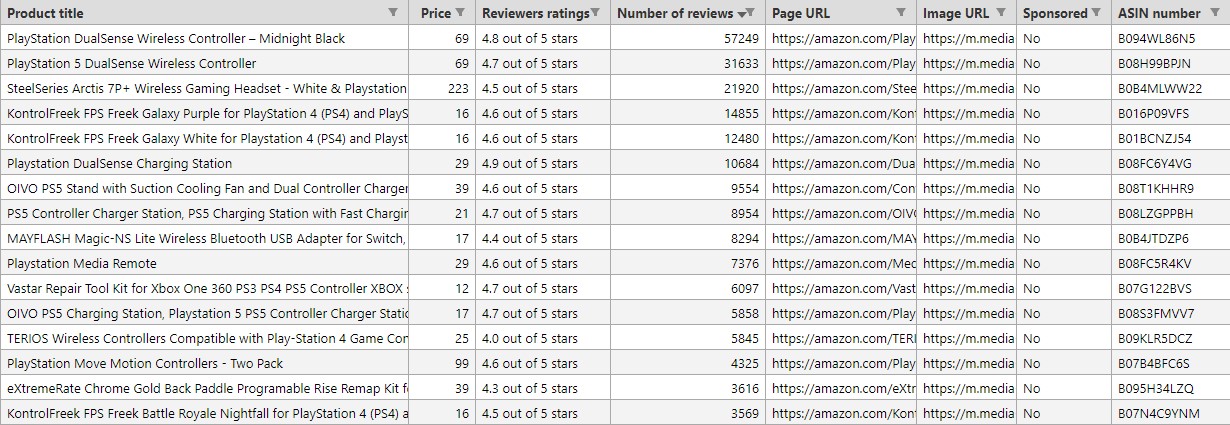 Product title Price Reviewers ratings Number of reviews Page URL Image URL Sponsored ASIN number
PlayStation DualSense Wireless Controller – Midnight Black 69 4.8 out of 5 stars 57249 https://amazon.com/Play https://m.media No B094WL86N5
PlayStation 5 DualSense Wireless Controller 69 4.7 out of 5 stars 31633 https://amazon.com/Play https://m.media No B08H99BPJN
SteelSeries Arctis 7P+ Wireless Gaming Headset - White & Playstation 223 4.5 out of 5 stars 21920 https://amazon.com/Stee https://m.media No B0B4MLWW22
KontrolFreek FPS Freek Galaxy Purple for PlayStation 4 (PS4) and PlayS 16 4.6 out of 5 stars 14855 https://amazon.com/Kon https://m.media No B016P09VFS
KontrolFreek FPS Freek Galaxy White for Playstation 4 (PS4) and Playst 16 4.6 out of 5 stars 12480 https://amazon.com/Kon https://m.media No B01BCNZJ54
Playstation DualSense Charging Station 29 4.9 out of 5 stars 10684 https://amazon.com/Dua https://m.media No B08FC6Y4VG
OIVO PS5 Stand with Suction Cooling Fan and Dual Controller Charger 39 4.6 out of 5 stars 9554 https://amazon.com/Con https://m.media No B08T1KHHR9
PS5 Controller Charger Station, PS5 Charging Station with Fast Chargin 21 4.7 out of 5 stars 8954 https://amazon.com/OIVO https://m.media No B08LZGPPBH
MAYFLASH Magic-NS Lite Wireless Bluetooth USB Adapter for Switch, 17 4.4 out of 5 stars 8294 https://amazon.com/MAY https://m.media No B0B4JTDZP6
Playstation Media Remote 29 4.6 out of 5 stars 7376 https://amazon.com/Med https://m.media No B08FC5R4KV
Vastar Repair Tool Kit for Xbox One 360 PS3 PS4 PS5 Controller XBOX s 12 4.7 out of 5 stars 6097 https://amazon.com/Vast https://m.media No B07G122BVS
OIVO PS5 Charging Station, Playstation 5 PS5 Controller Charger Static 17 4.7 out of 5 stars 5858 https://amazon.com/Play https://m.media No B08S3FMVV7
TERIOS Wireless Controllers Compatible with Play-Station 4 Game Con 25 4.0 out of 5 stars 5845 https://amazon.com/TERI https://m.media No B09KLR5DCZ
PlayStation Move Motion Controllers - Two Pack 99 4.6 out of 5 stars 4325 https://amazon.com/Play https://m.media No B07B4BFC6S
eXtremeRate Chrome Gold Back Paddle Programable Rise Remap Kit f 39 4.3 out of 5 stars 3616 https://amazon.com/eXtr https://m.media No B095H34LZQ
KontrolFreek FPS Freek Battle Royale Nightfall for PlayStation 4 (PS4) a 16 4.5 out of 5 stars 3569 https://amazon.com/Kon https://m.media No B07N4C9YNM